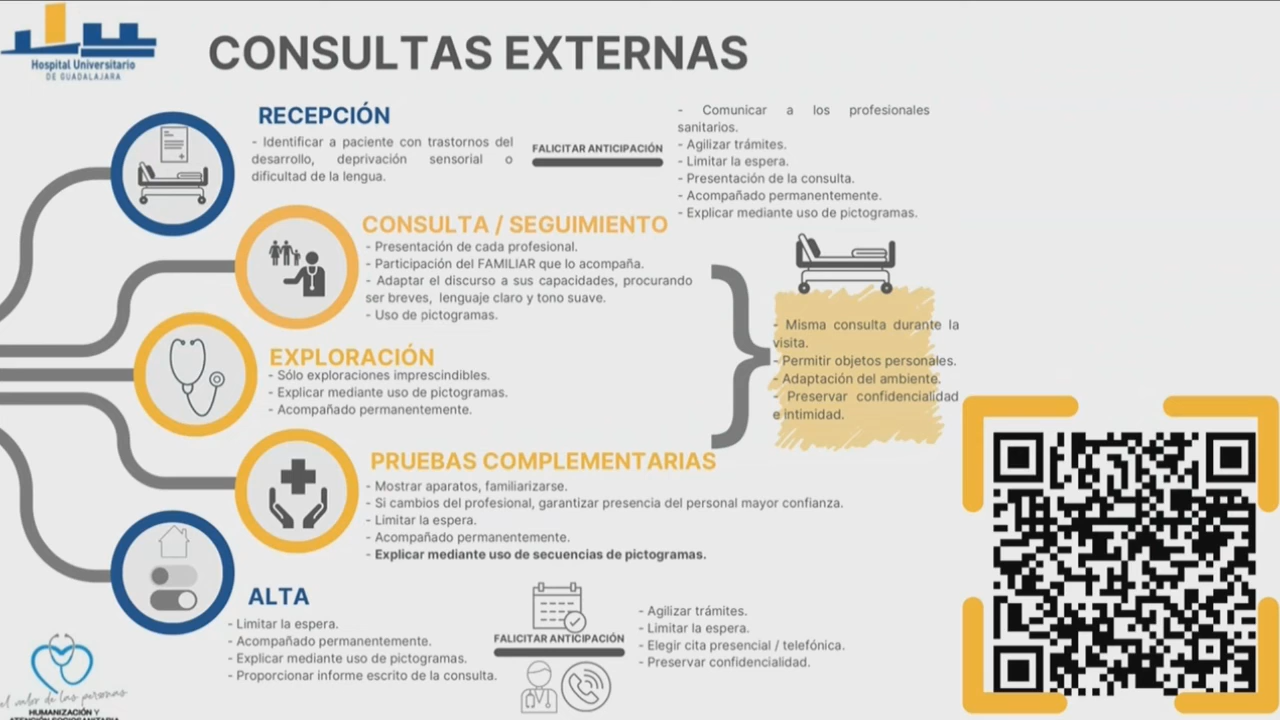 Hospital Universitario
DE GUADALAJARA
CONSULTAS EXTERNAS
RECEPCIÓN
- Identificar a paciente con trastornos del
desarrollo, deprivación sensorial o
dificultad de la lengua.
FALICITAR ANTICIPACIÓN
- Comunicar a los profesionales
sanitarios.
- Agilizar trámites.
- Limitar la espera.
- Presentación de la consulta.
- Acompañado permanentemente.
- Explicar mediante uso de pictogramas.
CONSULTA / SEGUIMIENTO
- Presentación de cada profesional.
- Participación del FAMILIAR que lo acompaña.
- Adaptar el discurso a sus capacidades, procurando
ser breves, lenguaje claro y tono suave.
- Uso de pictogramas.
- Misma consulta durante la
visita.
- Permitir objetos personales.
- Adaptación del ambiente.
- Preservar confidencialidad
e intimidad.
EXPLORACIÓN
- Sólo exploraciones imprescindibles.
- Explicar mediante uso de pictogramas.
- Acompañado permanentemente.
PRUEBAS COMPLEMENTARIAS
- Mostrar aparatos, familiarizarse.
- Si cambios del profesional, garantizar presencia del personal mayor confianza.
- Limitar la espera.
- Acompañado permanentemente.
- Explicar mediante uso de secuencias de pictogramas.
ALTA
- Limitar la espera.
- Acompañado permanentemente.
- Explicar mediante uso de pictogramas.
- Proporcionar informe escrito de la consulta.
FALICITAR ANTICIPACIÓN
- Agilizar trámites.
- Limitar la espera.
- Elegir cita presencial / telefónica.
- Preservar confidencialidad.
el valor de las personas
HUMANIZACIÓN Y
ATENCIÓN SOCIOSANITARIA